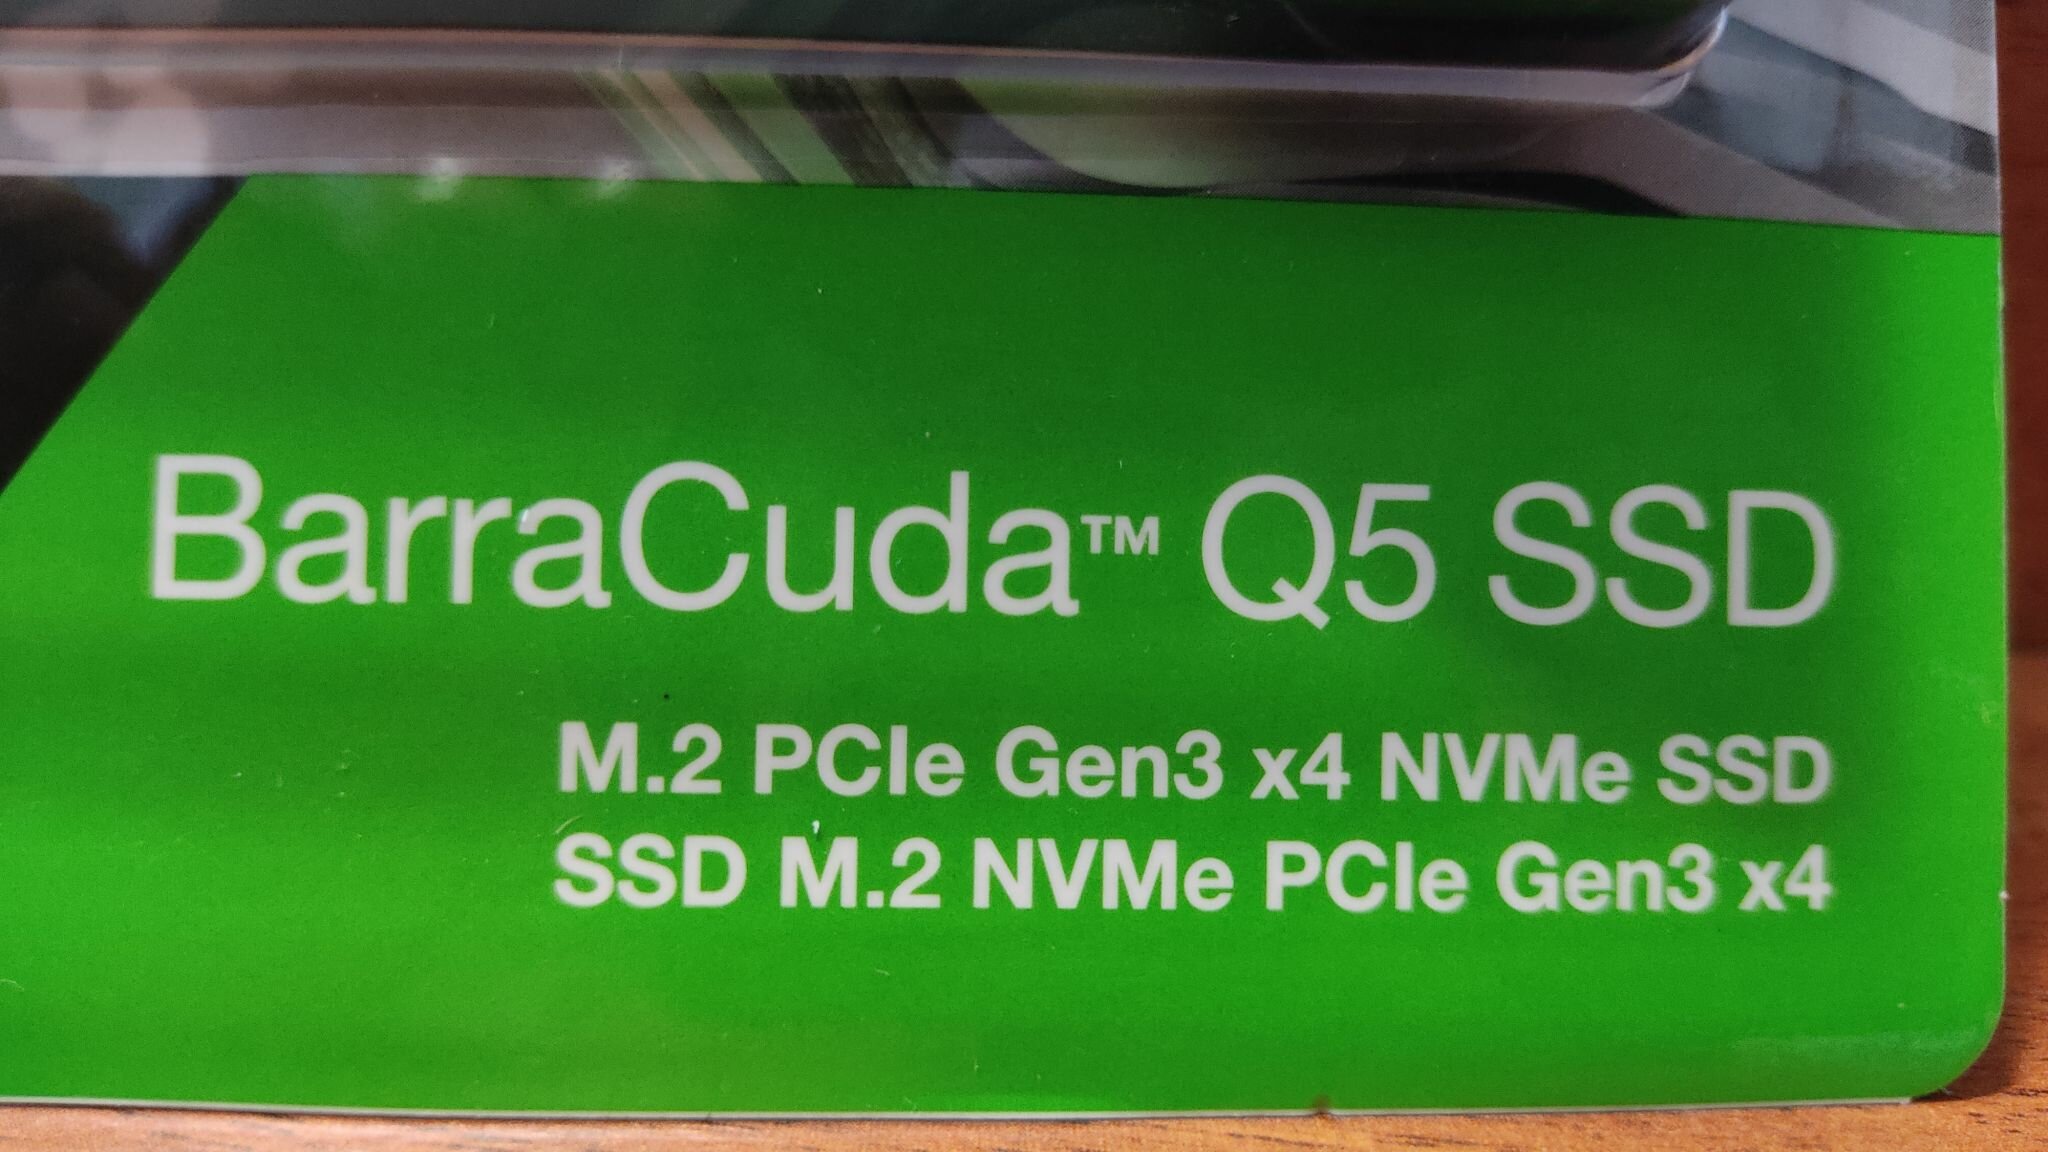 BarraCuda™ Q5 SSD
M.2 PCIe Gen3 x4 NVMe SSD
SSD M.2 NVMe PCIe Gen3 x4